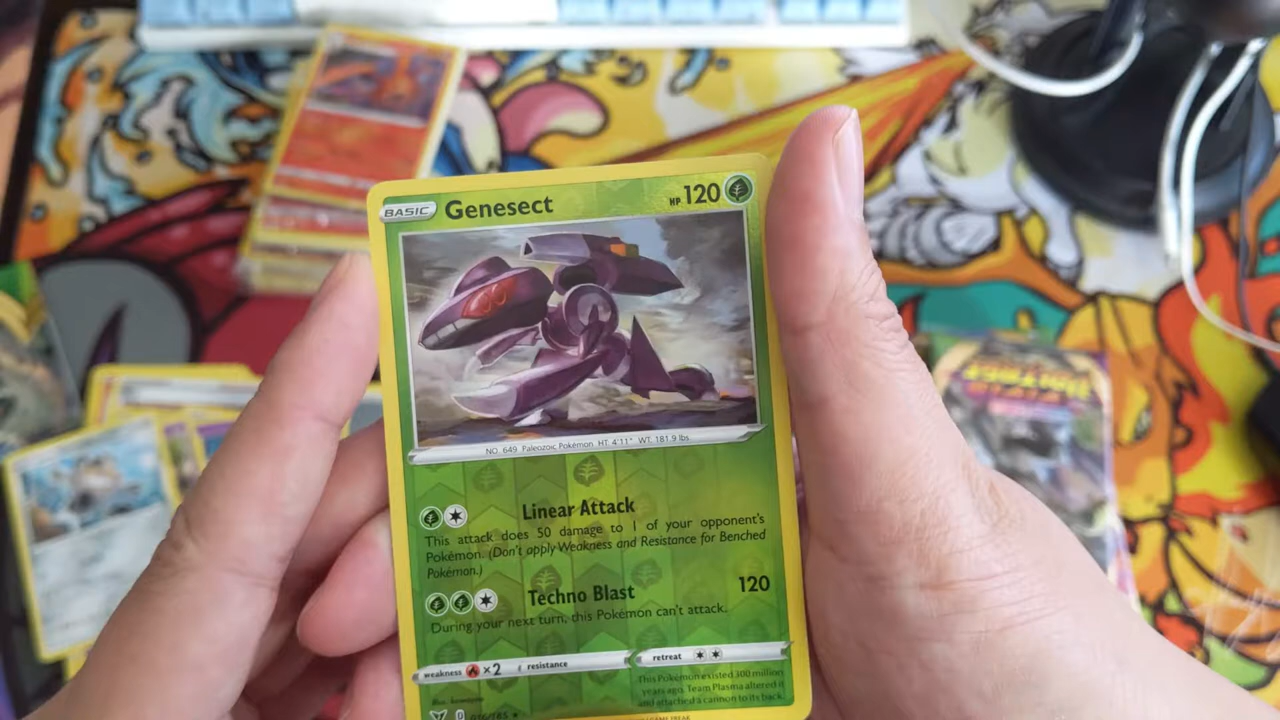 BASIC Genesect HP 120
NO. 649 Paleozoic Pokémon HT. 4'11" WT. 181.9 lbs
Linear Attack
This attack does 50 damage to 1 of your opponent's
Pokémon. (Don't apply Weakness and Resistance for Benched
Pokémon.)
Techno Blast 120
During your next turn, this Pokémon can't attack.
weakness ×2 resistance retreat
This Pokémon existed 300 million
years ago. Team Plasma altered it
and attached a cannon to its back.